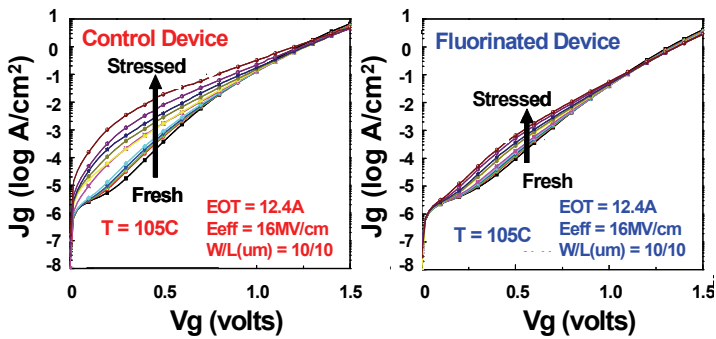 Control Device
Stressed
Fresh
T = 105C
EOT = 12.4A
Eeff = 16MV/cm
W/L(um) = 10/10
Jg (log A/cm²)
1
0
-1
-2
-3
-4
-5
-6
-7
-8
0
0.5
1.0
1.5
Vg (volts)
Fluorinated Device
Stressed
Fresh
T = 105C
EOT = 12.4A
Eeff = 16MV/cm
W/L(um) = 10/10
Jg (log A/cm²)
1
0
-1
-2
-3
-4
-5
-6
-7
-8
0
0.5
1.0
1.5
Vg (volts)